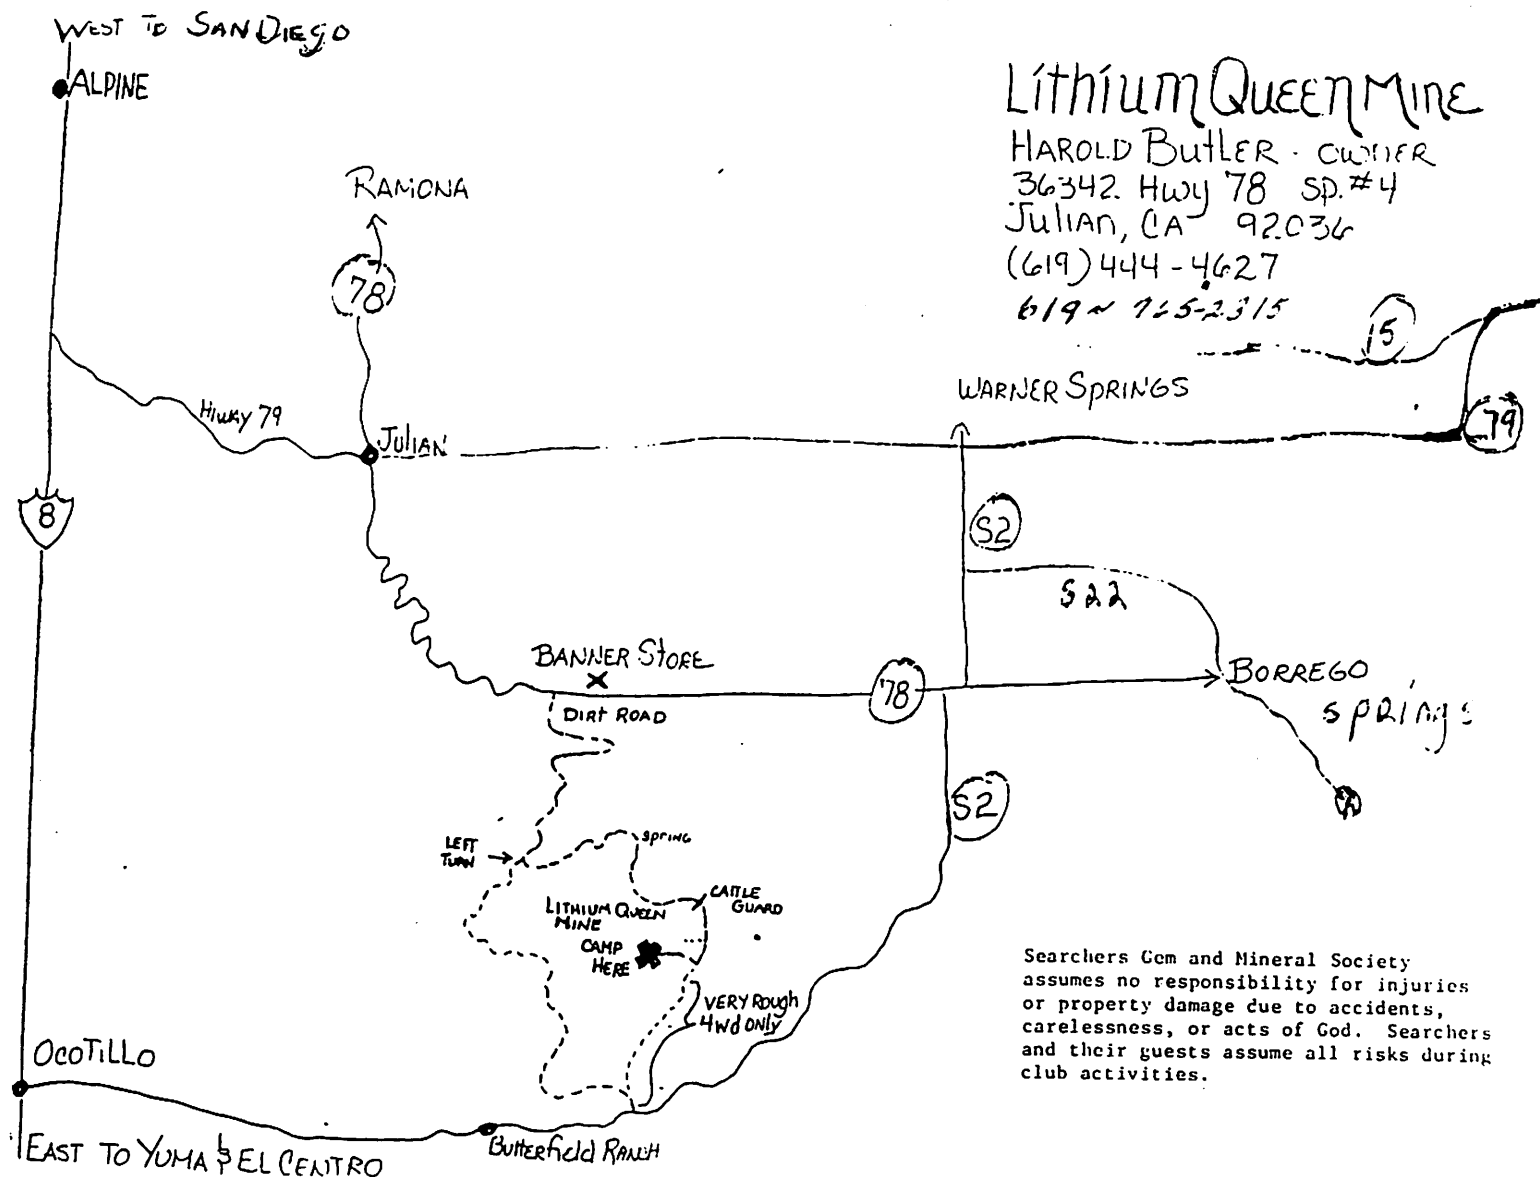 WEST TO SAN DIEGO
ALPINE
Lithium Queen Mine
HAROLD BUTLER - OWNER
36342 Hwy 78 SP. #4
Julian, CA 92036
(619) 444-4627
619~ 765-2315
RAMONA
78
15
WARNER SPRINGS
HIWAY 79
JULIAN
79
8
S2
S22
BANNER STORE
78
BORREGO
SPRINGS
DIRT ROAD
S2
LEFT
TURN
SPRING
CATTLE
GUARD
LITHIUM QUEEN
MINE
CAMP
HERE
VERY ROUGH
4WD ONLY
Searchers Gem and Mineral Society
assumes no responsibility for injuries
or property damage due to accidents,
carelessness, or acts of God. Searchers
and their guests assume all risks during
club activities.
OCOTILLO
EAST TO YUMA & EL CENTRO
Butterfield Ranch